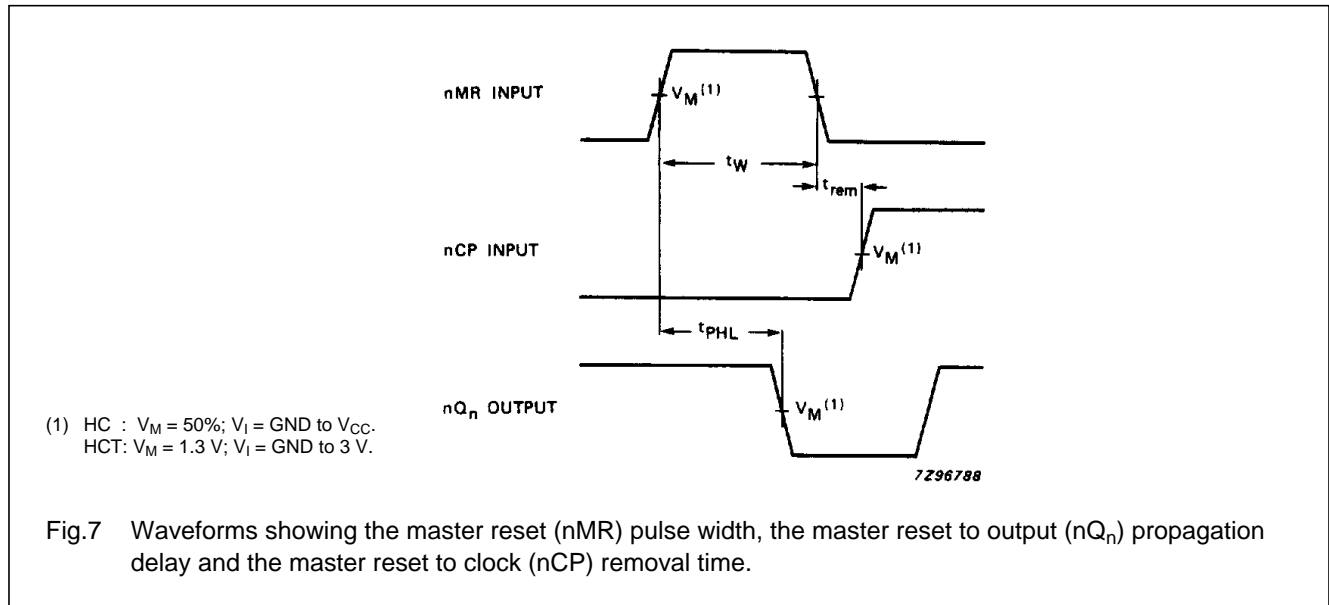 nMR INPUT
V_M(1)
t_W
t_rem
nCP INPUT
V_M(1)
t_PHL
nQ_n OUTPUT
V_M(1)
(1) HC : V_M = 50%; V_I = GND to V_CC.
HCT: V_M = 1.3 V; V_I = GND to 3 V.
7Z96788
Fig.7 Waveforms showing the master reset (nMR) pulse width, the master reset to output (nQ_n) propagation
delay and the master reset to clock (nCP) removal time.